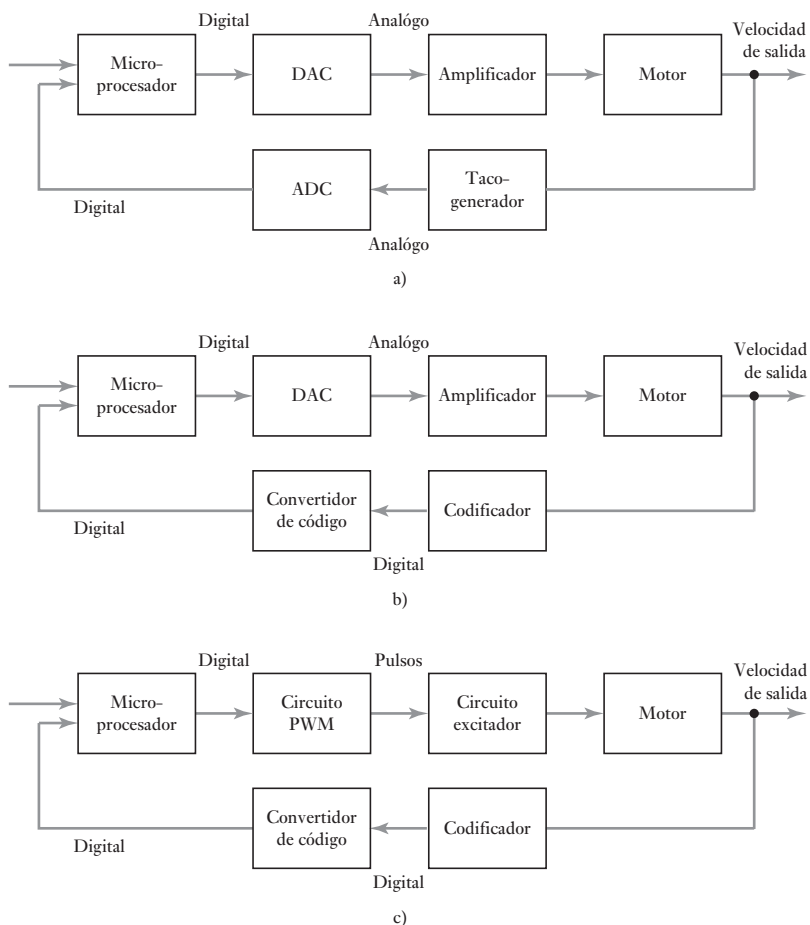 Digital
Analógo
Velocidad
de salida
Micro-
procesador
DAC
Amplificador
Motor
ADC
Taco-
generador
Digital
Analógo
a)
Digital
Analógo
Velocidad
de salida
Micro-
procesador
DAC
Amplificador
Motor
Convertidor
de código
Codificador
Digital
Digital
b)
Digital
Pulsos
Velocidad
de salida
Micro-
procesador
Circuito
PWM
Circuito
excitador
Motor
Convertidor
de código
Codificador
Digital
Digital
c)